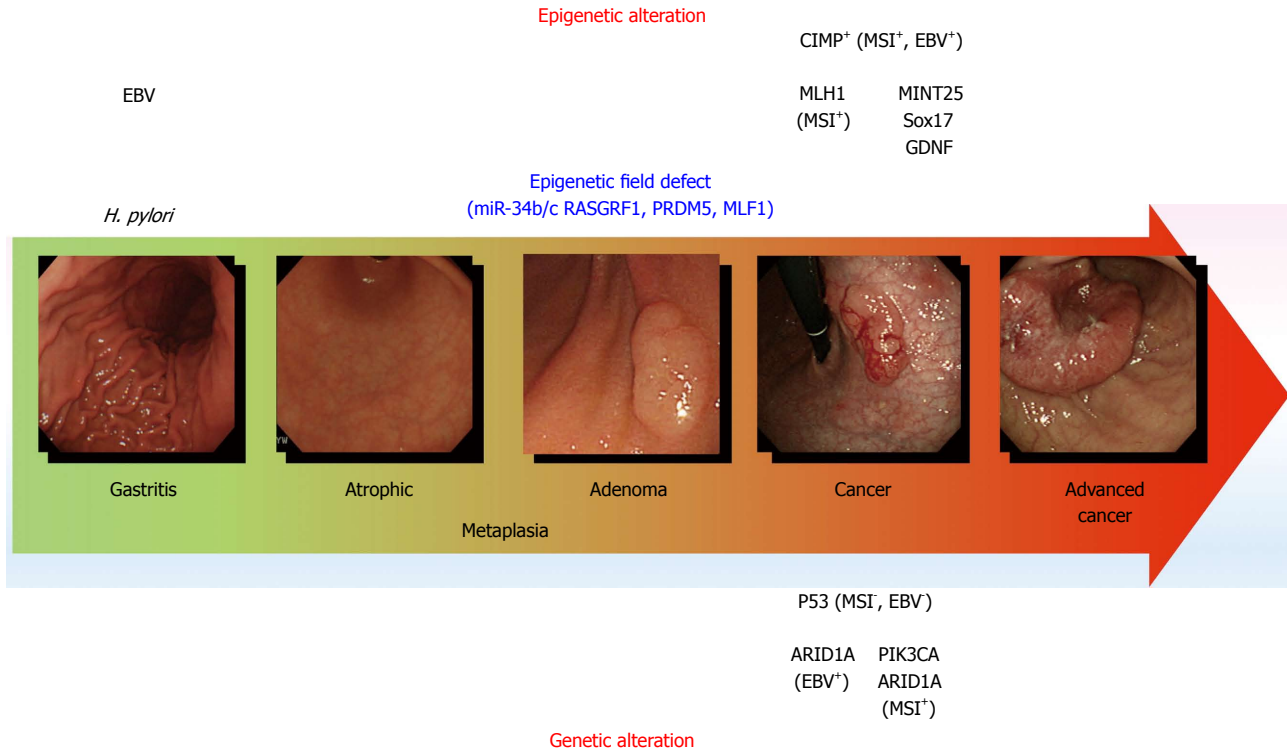 Epigenetic alteration
CIMP⁺ (MSI⁺, EBV⁺)
EBV
MLH1 MINT25
(MSI⁺) Sox17
GDNF
Epigenetic field defect
(miR-34b/c RASGRF1, PRDM5, MLF1)
H. pylori
YW
Gastritis Atrophic Adenoma Cancer Advanced
cancer
Metaplasia
P53 (MSI⁻, EBV⁻)
ARID1A PIK3CA
(EBV⁺) ARID1A
(MSI⁺)
Genetic alteration